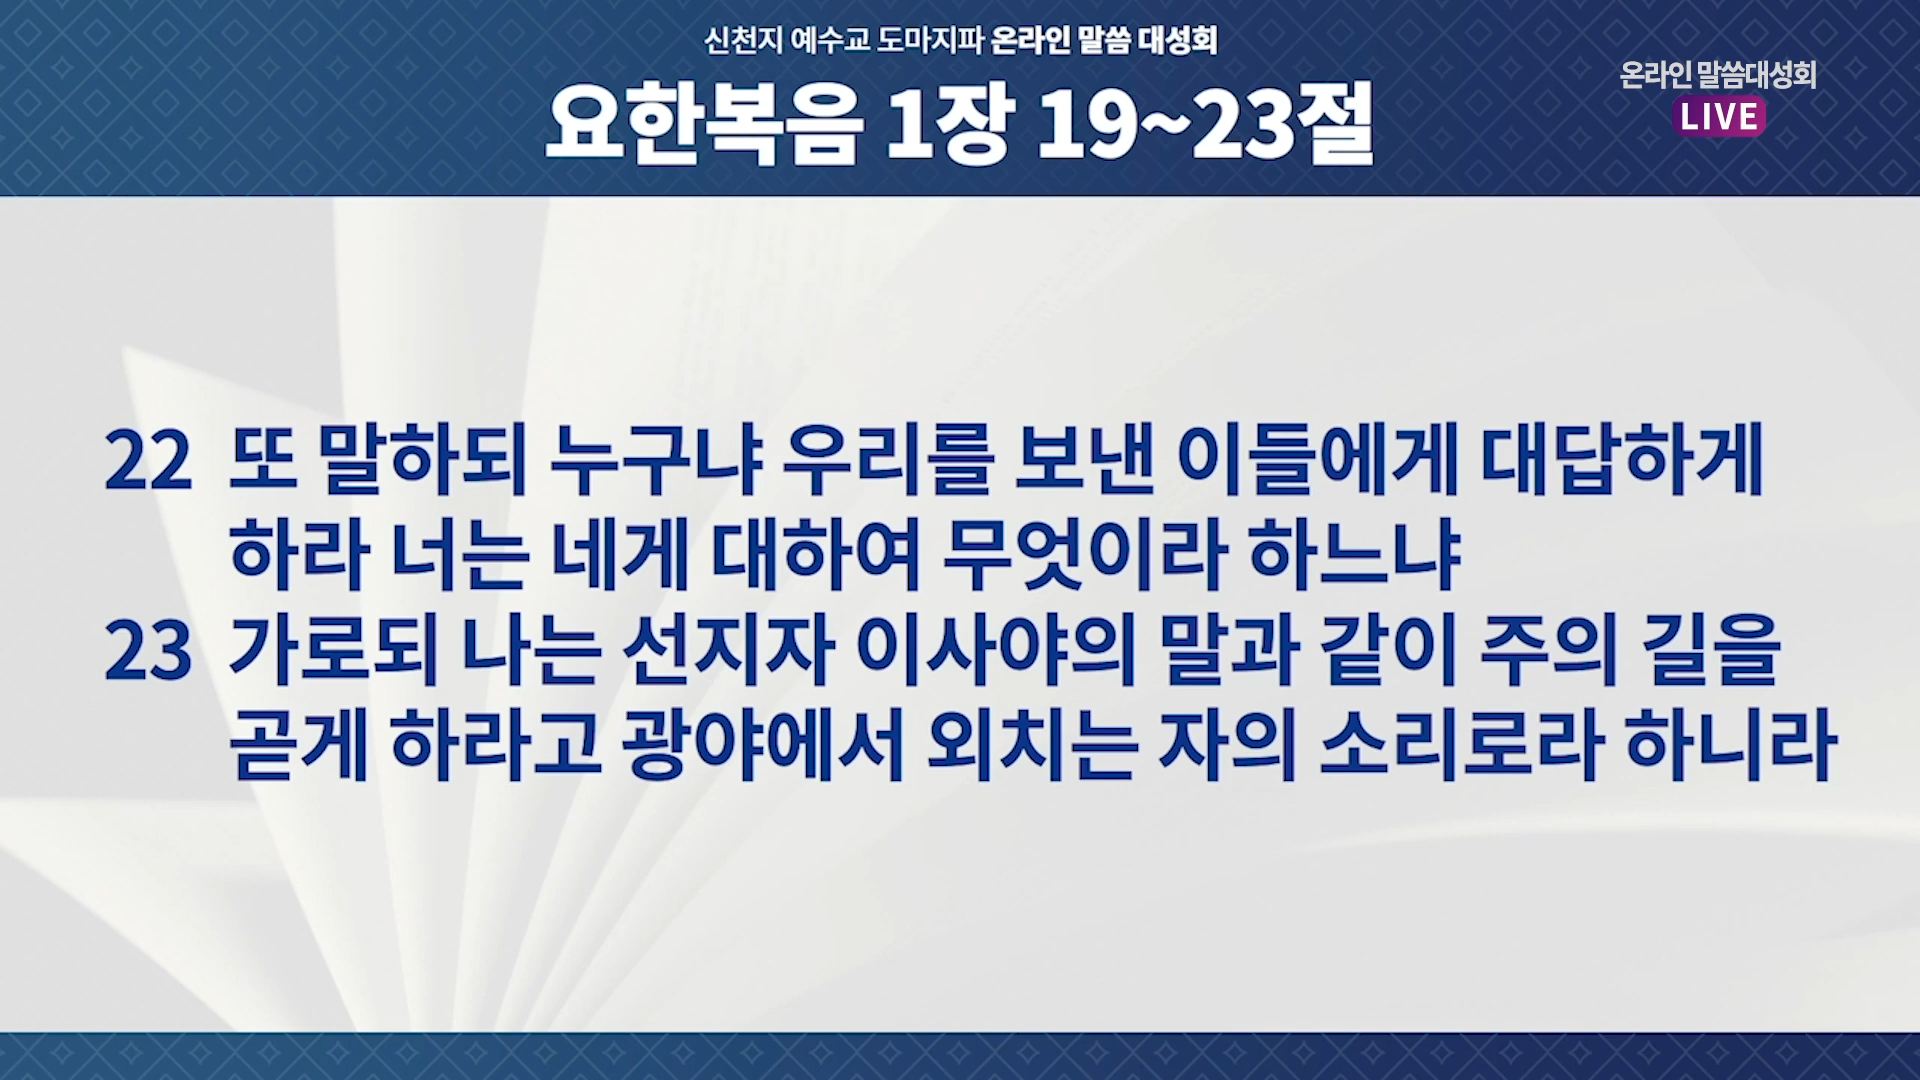 신천지 예수교 도마지파 온라인 말씀 대성회
요한복음 1장 19~23절
온라인 말씀대성회
LIVE
22 또 말하되 누구냐 우리를 보낸 이들에게 대답하게
하라 너는 네게 대하여 무엇이라 하느냐
23 가로되 나는 선지자 이사야의 말과 같이 주의 길을
곧게 하라고 광야에서 외치는 자의 소리로라 하니라